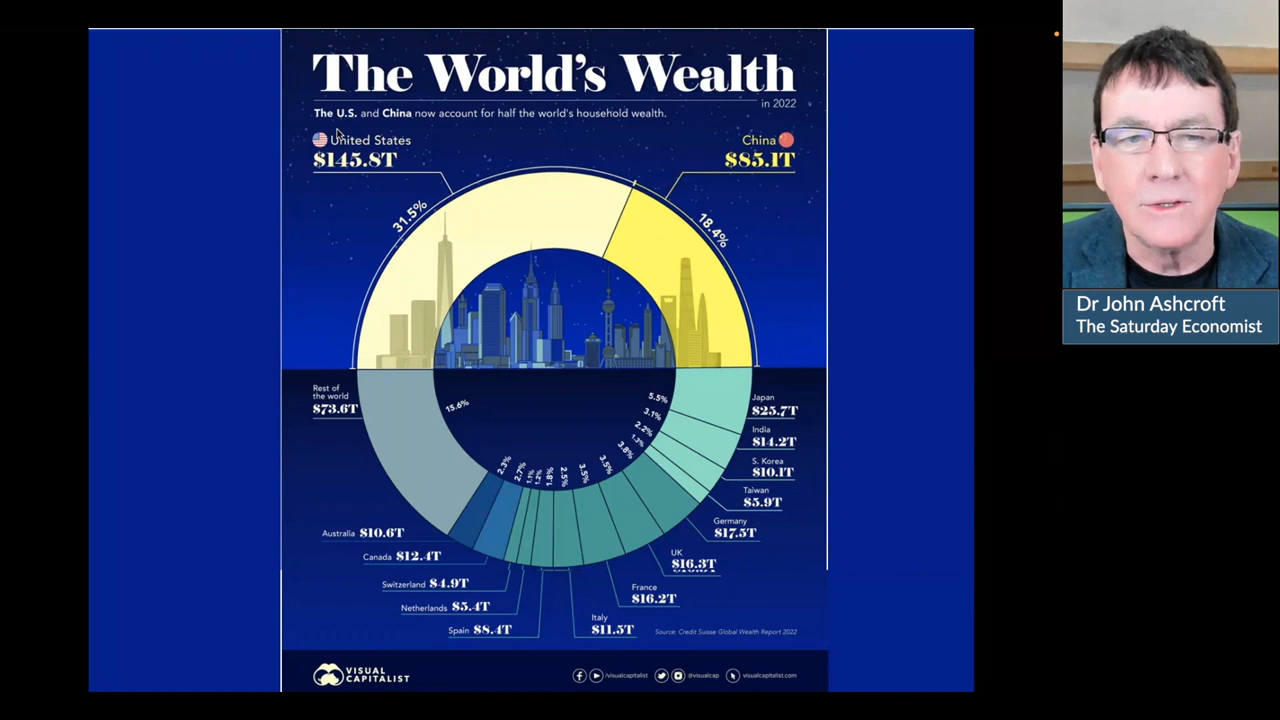 The World's Wealth
in 2022
The U.S. and China now account for half the world's household wealth.
United States
$145.8T
China
$85.1T
31.5%
18.4%
Rest of
the world
$73.6T
15.6%
5.5%
3.1%
2.2%
1.3%
3.8%
3.5%
3.5%
2.5%
1.8%
1.2%
1.1%
2.7%
2.3%
Japan
$25.7T
India
$14.2T
S. Korea
$10.1T
Taiwan
$5.9T
Germany
$17.5T
UK
$16.3T
France
$16.2T
Italy
$11.5T
Spain $8.4T
Netherlands $5.4T
Switzerland $4.9T
Canada $12.4T
Australia $10.6T
Source: Credit Suisse Global Wealth Report 2022
VISUAL
CAPITALIST
/visualcapitalist
@visualcap
visualcapitalist.com
Dr John Ashcroft
The Saturday Economist